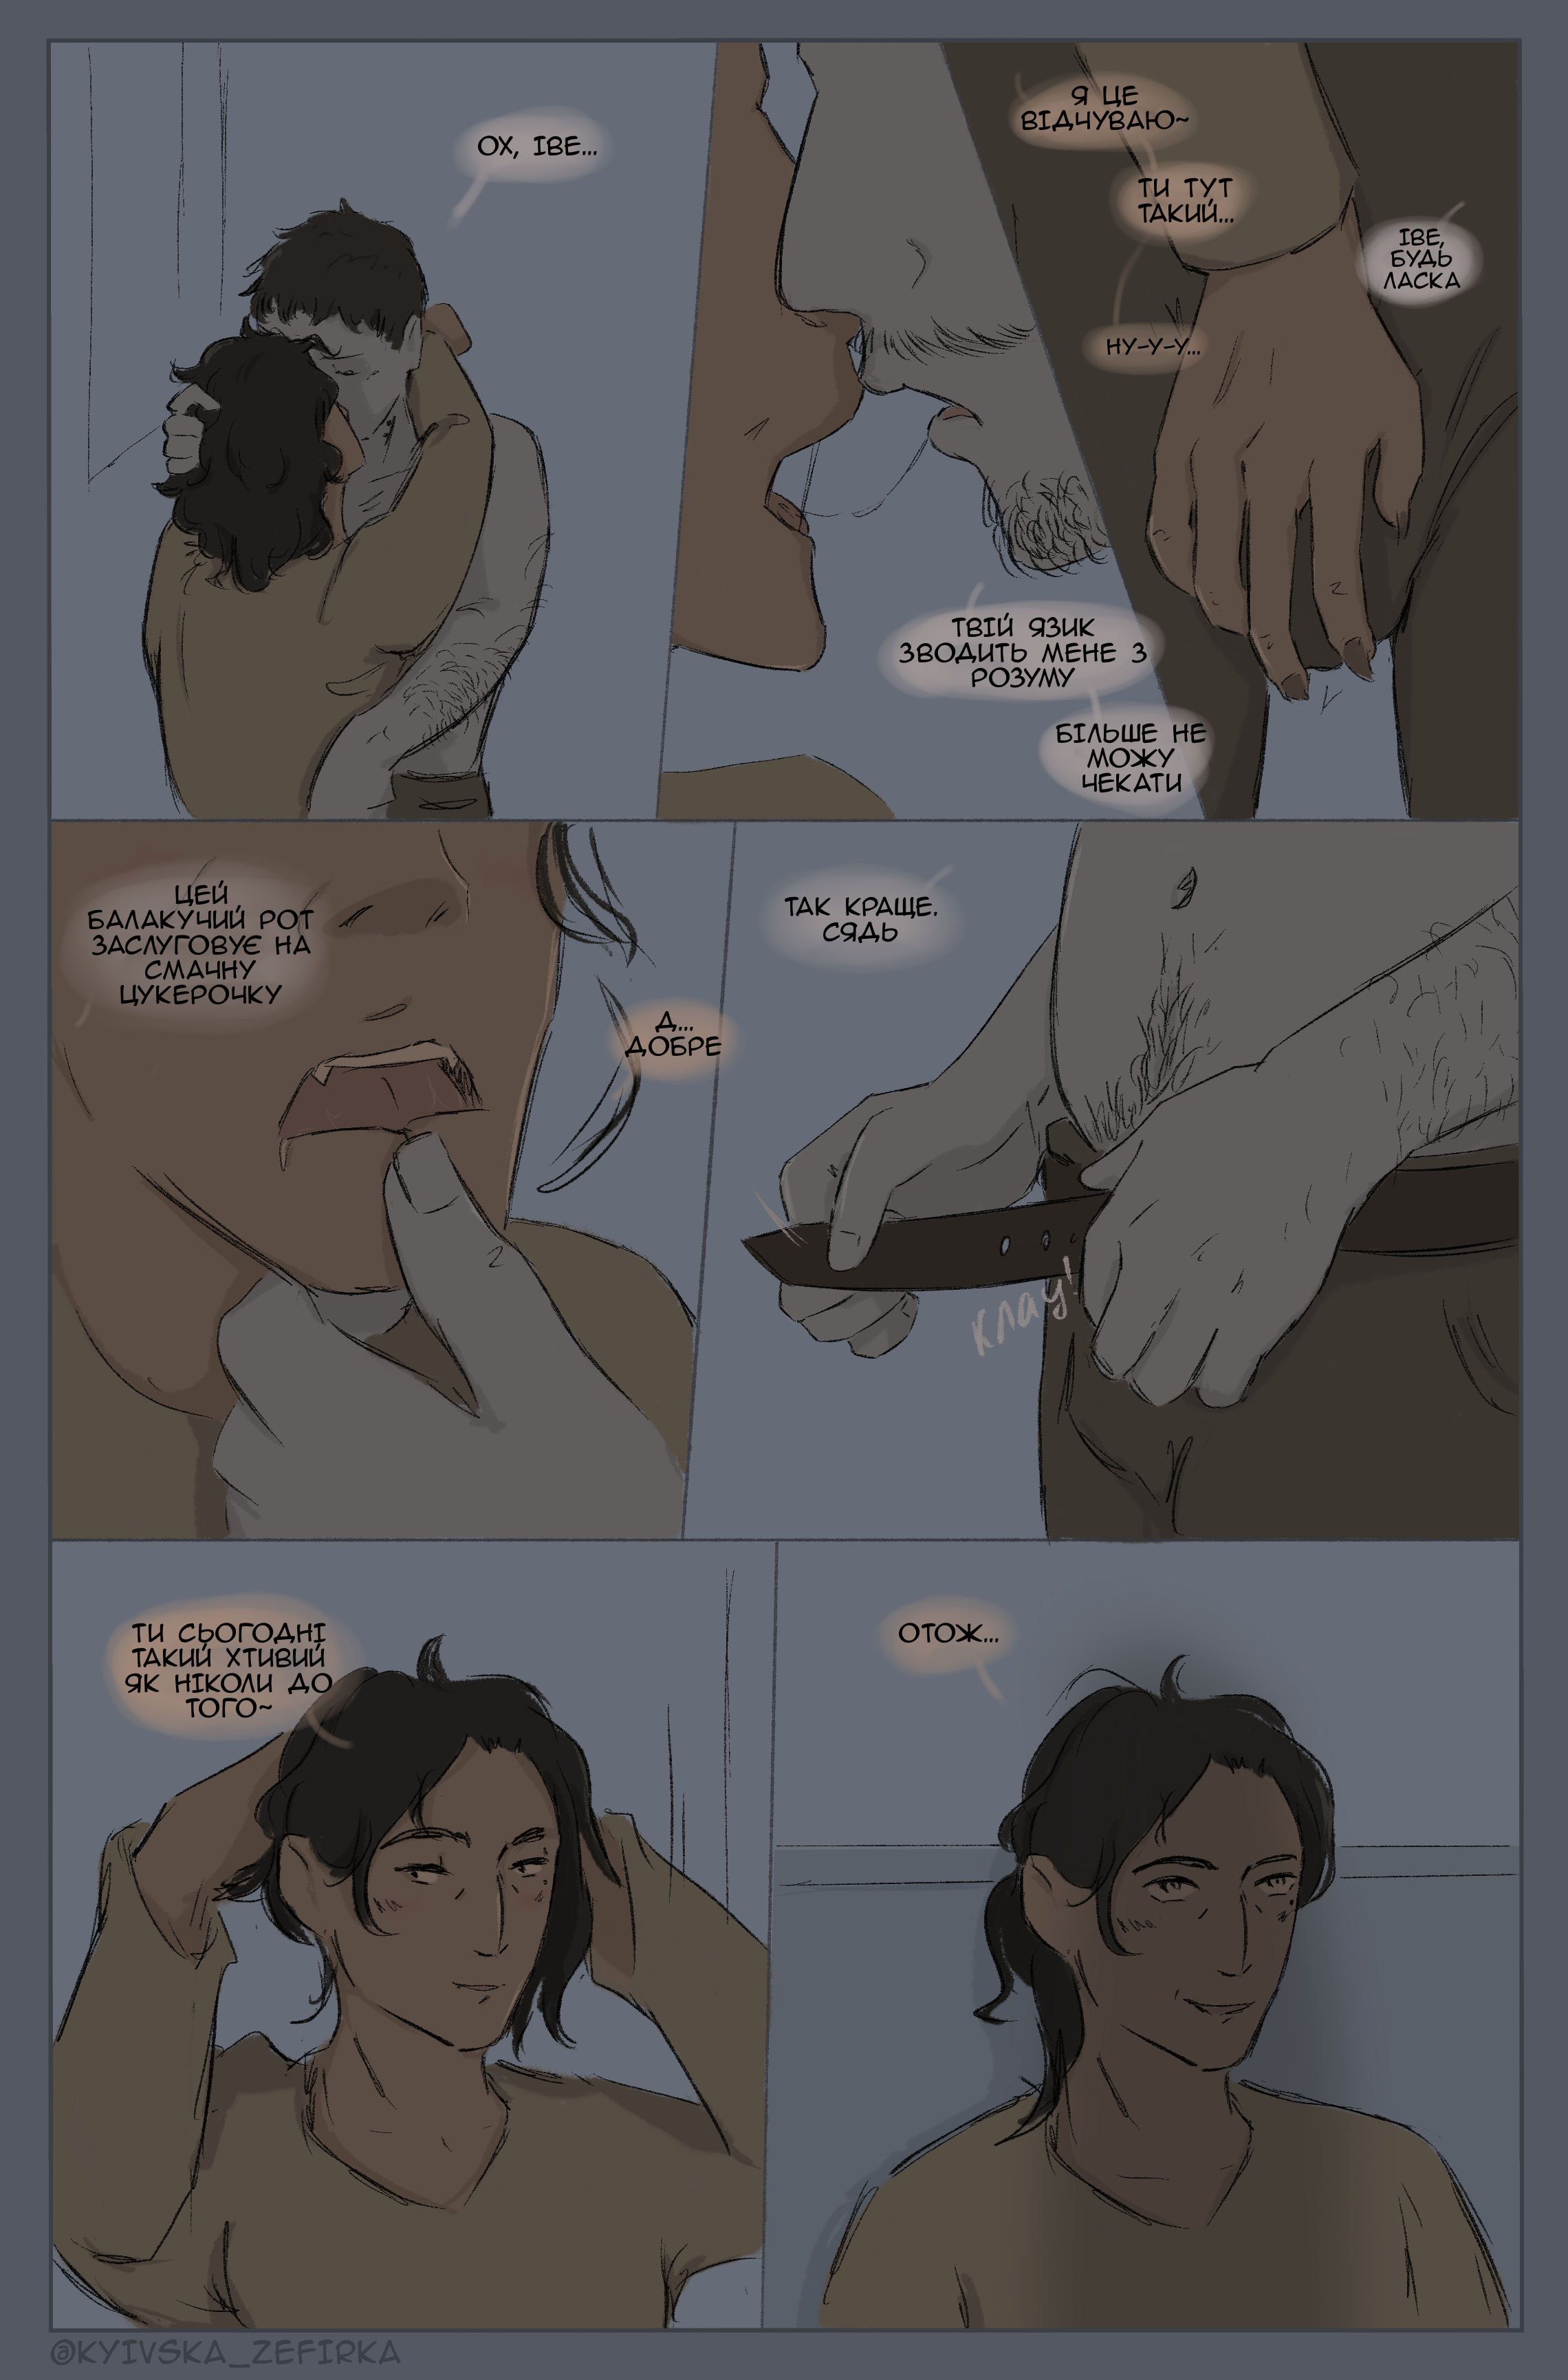 ОХ, ІВЕ...
Я ЦЕ
ВІДЧУВАЮ~
ТИ ТУТ
ТАКИЙ...
ІВЕ,
БУДЬ
ЛАСКА
НУ-У-У...
ТВІЙ ЯЗИК
ЗВОДИТЬ МЕНЕ З
РОЗУМУ
БІЛЬШЕ НЕ
МОЖУ
ЧЕКАТИ
ЦЕЙ
БАЛАКУЧИЙ РОТ
ЗАСЛУГОВУЄ НА
СМАЧНУ
ЦУКЕРОЧКУ
Д...
ДОБРЕ
ТАК КРАЩЕ.
СЯДЬ
клац!
ТИ СЬОГОДНІ
ТАКИЙ ХТИВИЙ
ЯК НІКОЛИ ДО
ТОГО~
ОТОЖ...
@KYIVSKA_ZEFIRKA